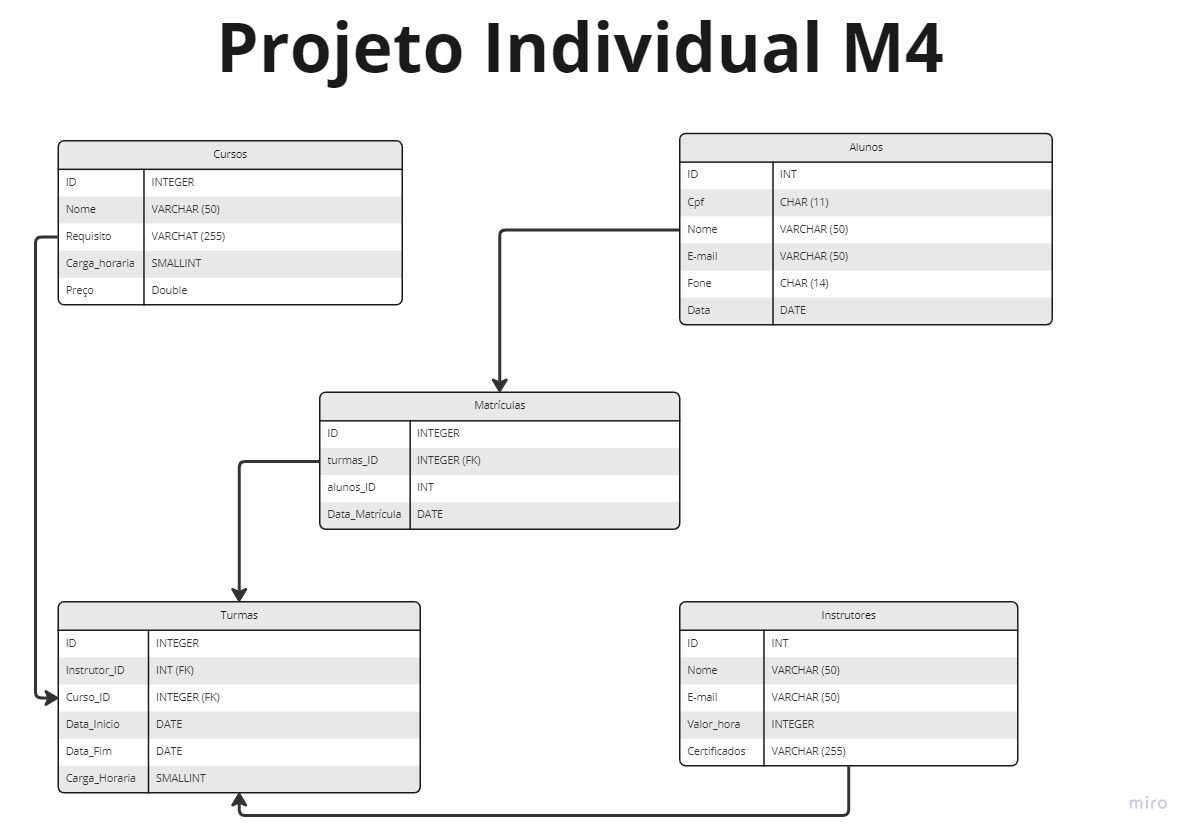 Projeto Individual M4
Cursos
ID INTEGER
Nome VARCHAR (50)
Requisito VARCHAT (255)
Carga_horaria SMALLINT
Preço Double
Alunos
ID INT
Cpf CHAR (11)
Nome VARCHAR (50)
E-mail VARCHAR (50)
Fone CHAR (14)
Data DATE
Matrículas
ID INTEGER
turmas_ID INTEGER (FK)
alunos_ID INT
Data_Matrícula DATE
Turmas
ID INTEGER
Instrutor_ID INT (FK)
Curso_ID INTEGER (FK)
Data_Inicio DATE
Data_Fim DATE
Carga_Horaria SMALLINT
Instrutores
ID INT
Nome VARCHAR (50)
E-mail VARCHAR (50)
Valor_hora INTEGER
Certificados VARCHAR (255)
miro